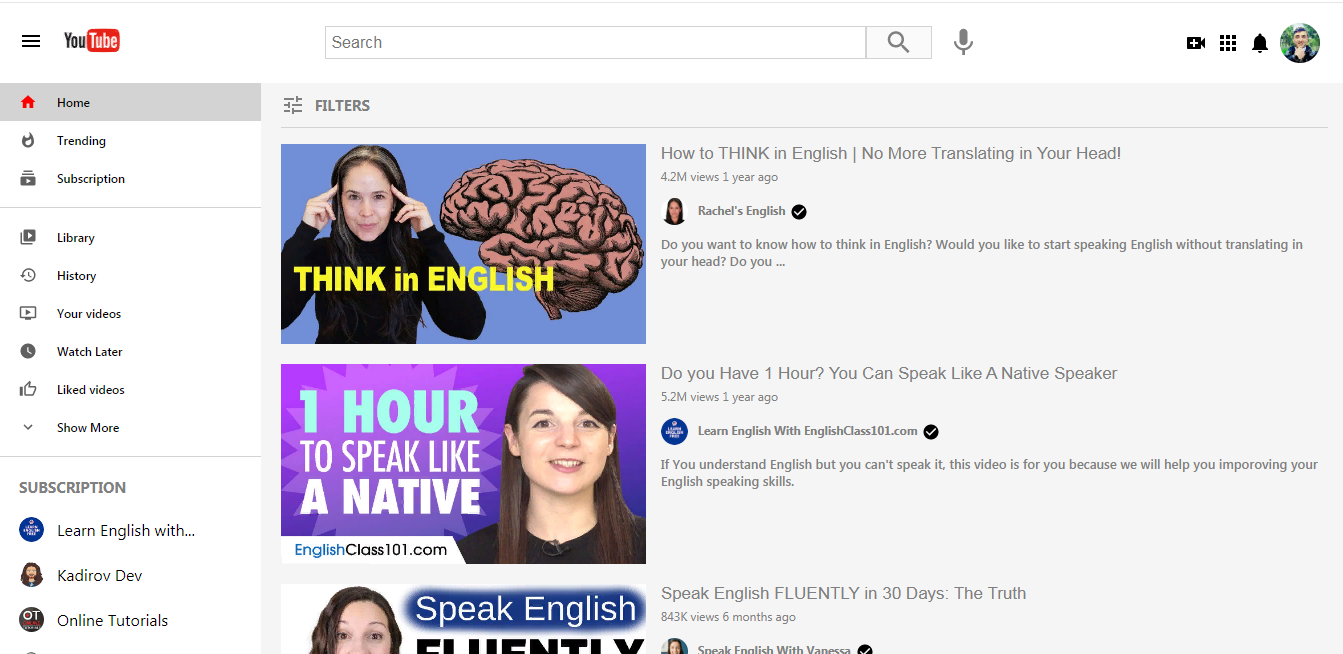 YouTube
Search
Home
Trending
Subscription
Library
History
Your videos
Watch Later
Liked videos
Show More
SUBSCRIPTION
Learn English with...
Kadirov Dev
OT
Online Tutorials
FILTERS
THINK in ENGLISH
How to THINK in English | No More Translating in Your Head!
4.2M views 1 year ago
Rachel's English
Do you want to know how to think in English? Would you like to start speaking English without translating in
your head? Do you ...
1 HOUR
TO SPEAK LIKE
A NATIVE
EnglishClass101.com
Do you Have 1 Hour? You Can Speak Like A Native Speaker
5.2M views 1 year ago
LEARN
ENGLISH
FREE
Learn English With EnglishClass101.com
If You understand English but you can't speak it, this video is for you because we will help you imporoving your
English speaking skills.
Speak English
FLUENTLY
Speak English FLUENTLY in 30 Days: The Truth
843K views 6 months ago
Speak English With Vanessa